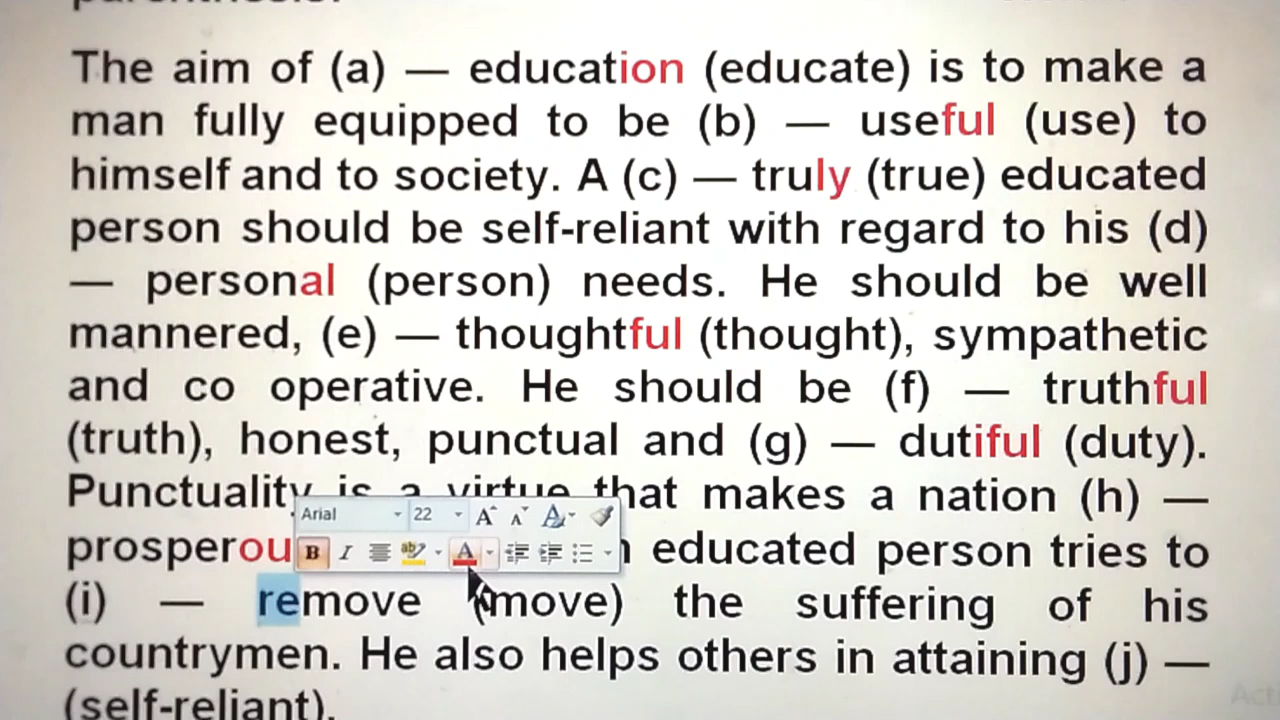 The aim of (a) — education (educate) is to make a
man fully equipped to be (b) — useful (use) to
himself and to society. A (c) — truly (true) educated
person should be self-reliant with regard to his (d)
— personal (person) needs. He should be well
mannered, (e) — thoughtful (thought), sympathetic
and co operative. He should be (f) — truthful
(truth), honest, punctual and (g) — dutiful (duty).
Punctuality is a virtue that makes a nation (h) —
Arial 22
prosperou educated person tries to
(i) — remove (move) the suffering of his
countrymen. He also helps others in attaining (j) —
(self-reliant).